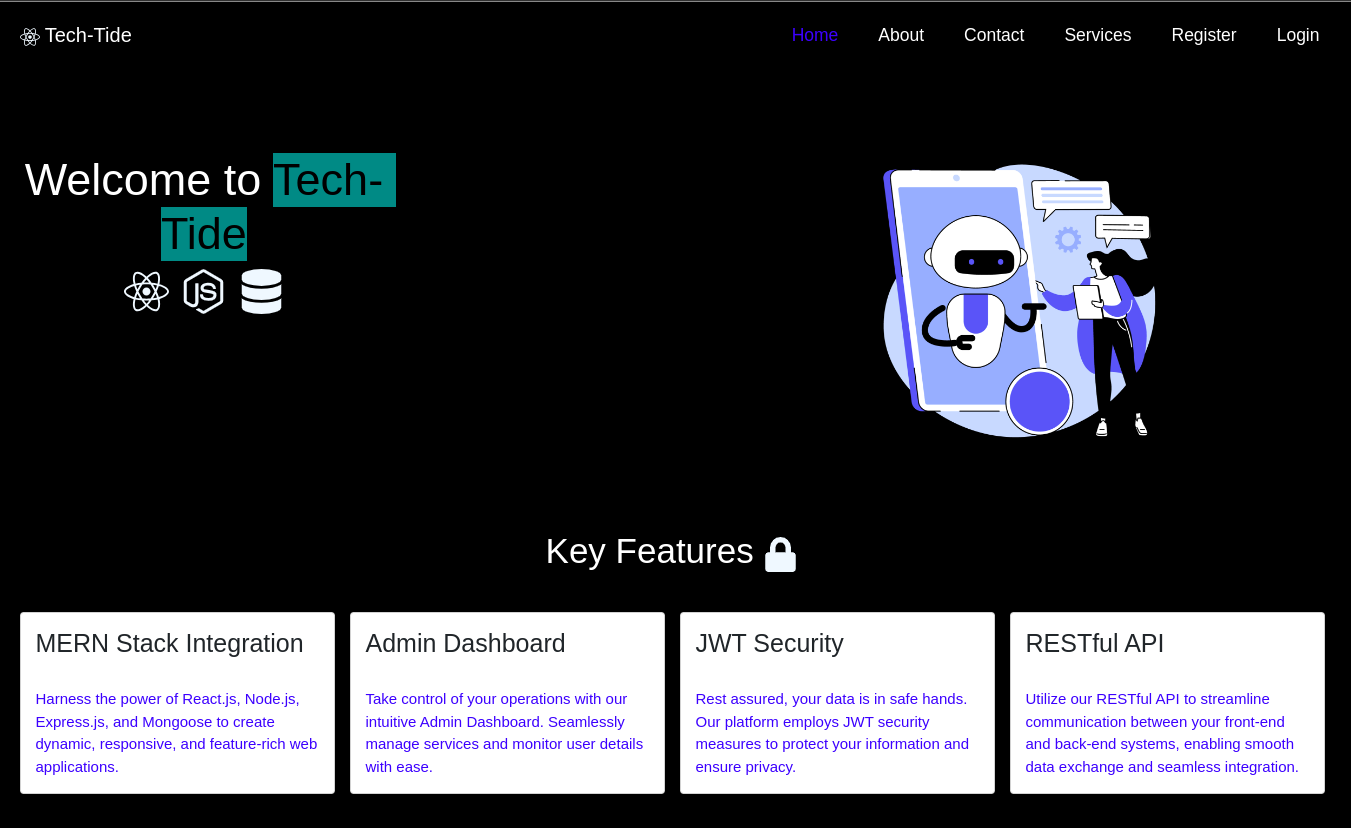 Tech-Tide
Home About Contact Services Register Login
Welcome to Tech-
Tide
JS
Key Features
MERN Stack Integration
Harness the power of React.js, Node.js,
Express.js, and Mongoose to create
dynamic, responsive, and feature-rich web
applications.
Admin Dashboard
Take control of your operations with our
intuitive Admin Dashboard. Seamlessly
manage services and monitor user details
with ease.
JWT Security
Rest assured, your data is in safe hands.
Our platform employs JWT security
measures to protect your information and
ensure privacy.
RESTful API
Utilize our RESTful API to streamline
communication between your front-end
and back-end systems, enabling smooth
data exchange and seamless integration.